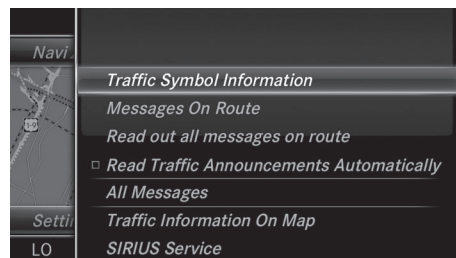 Navi
Traffic Symbol Information
Messages On Route
Read out all messages on route
Read Traffic Announcements Automatically
All Messages
Traffic Information On Map
Settin
SIRIUS Service
LO